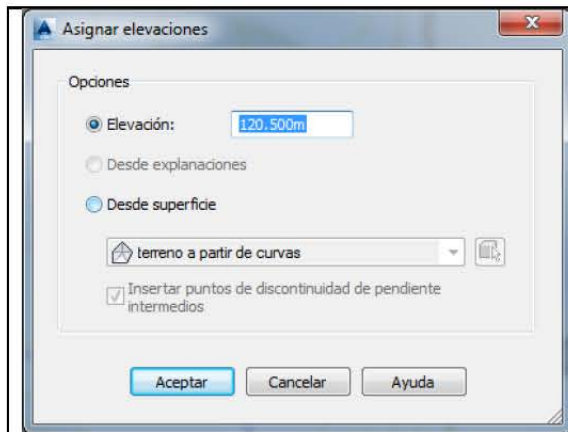 Asignar elevaciones
Opciones
Elevación: 120.500m
Desde explanaciones
Desde superficie
terreno a partir de curvas
Insertar puntos de discontinuidad de pendiente
intermedios
Aceptar Cancelar Ayuda